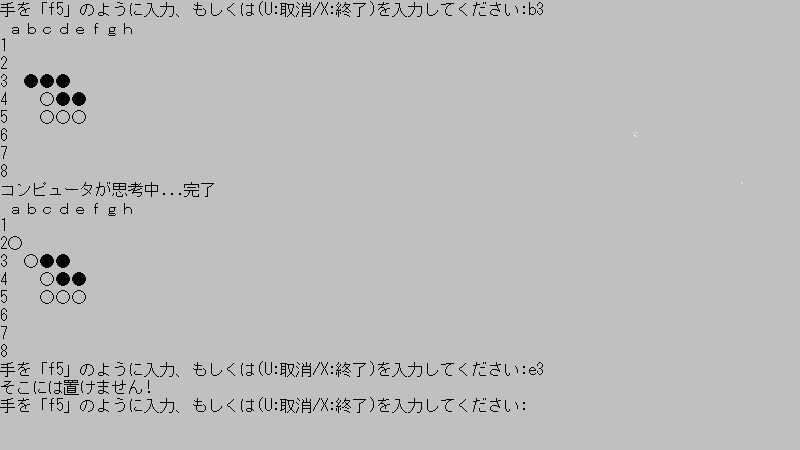 手を「f5」のように入力、もしくは(U:取消/X:終了)を入力してください:b3
 ａｂｃｄｅｆｇｈ
1
2
3　●●●
4　　○●●
5　　○○○
6
7
8
コンピュータが思考中...完了
 ａｂｃｄｅｆｇｈ
1
2○
3　○●●
4　　○●●
5　　○○○
6
7
8
手を「f5」のように入力、もしくは(U:取消/X:終了)を入力してください:e3
そこには置けません!
手を「f5」のように入力、もしくは(U:取消/X:終了)を入力してください: